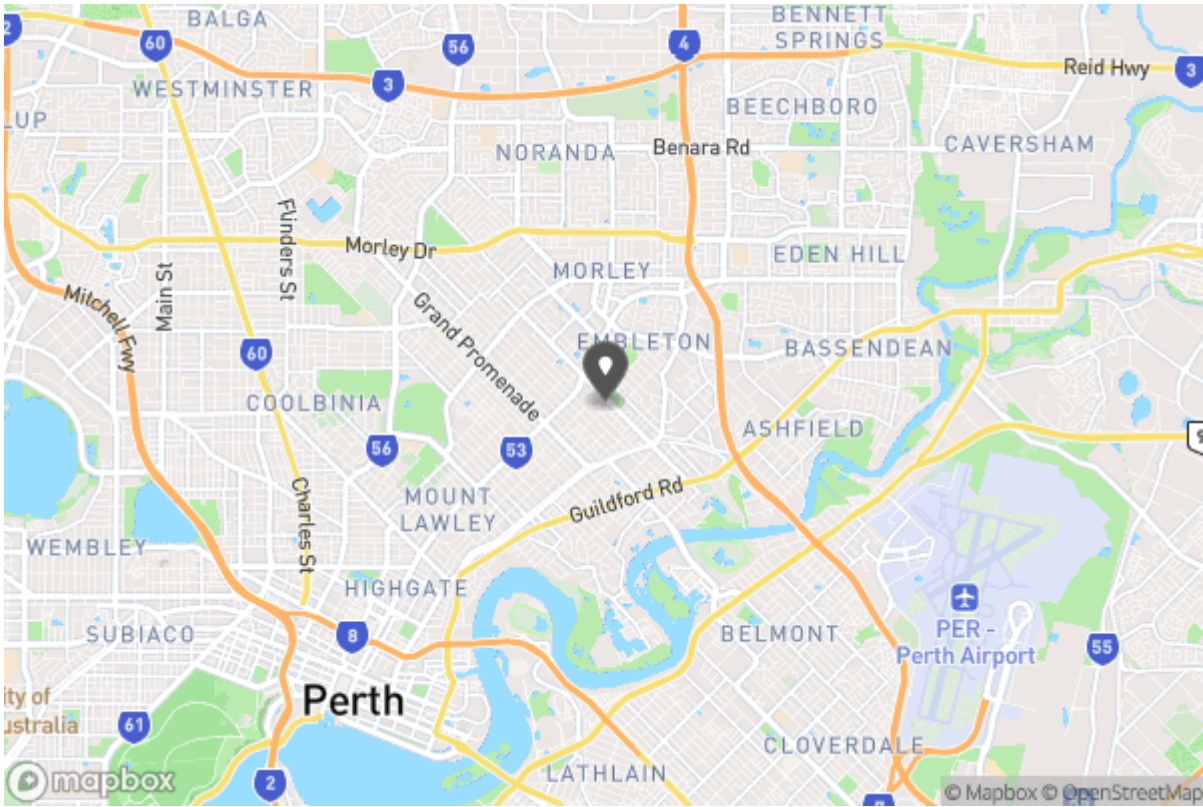 2
BALGA
60
56
4
BENNETT
SPRINGS
3
Reid Hwy
3
WESTMINSTER
BEECHBORO
LUP
NORANDA
Benara Rd
CAVERSHAM
Flinders St
Morley Dr
MORLEY
EDEN HILL
Main St
Mitchell Fwy
Grand Promenade
EMBLETON
BASSENDEAN
60
COOLBINIA
56
53
ASHFIELD
9
MOUNT
LAWLEY
Guildford Rd
Charles St
WEMBLEY
HIGHGATE
SUBIACO
8
BELMONT
PER -
Perth Airport
55
ity of
ustralia
61
Perth
CLOVERDALE
LATHLAIN
2
mapbox
© Mapbox © OpenStreetMap